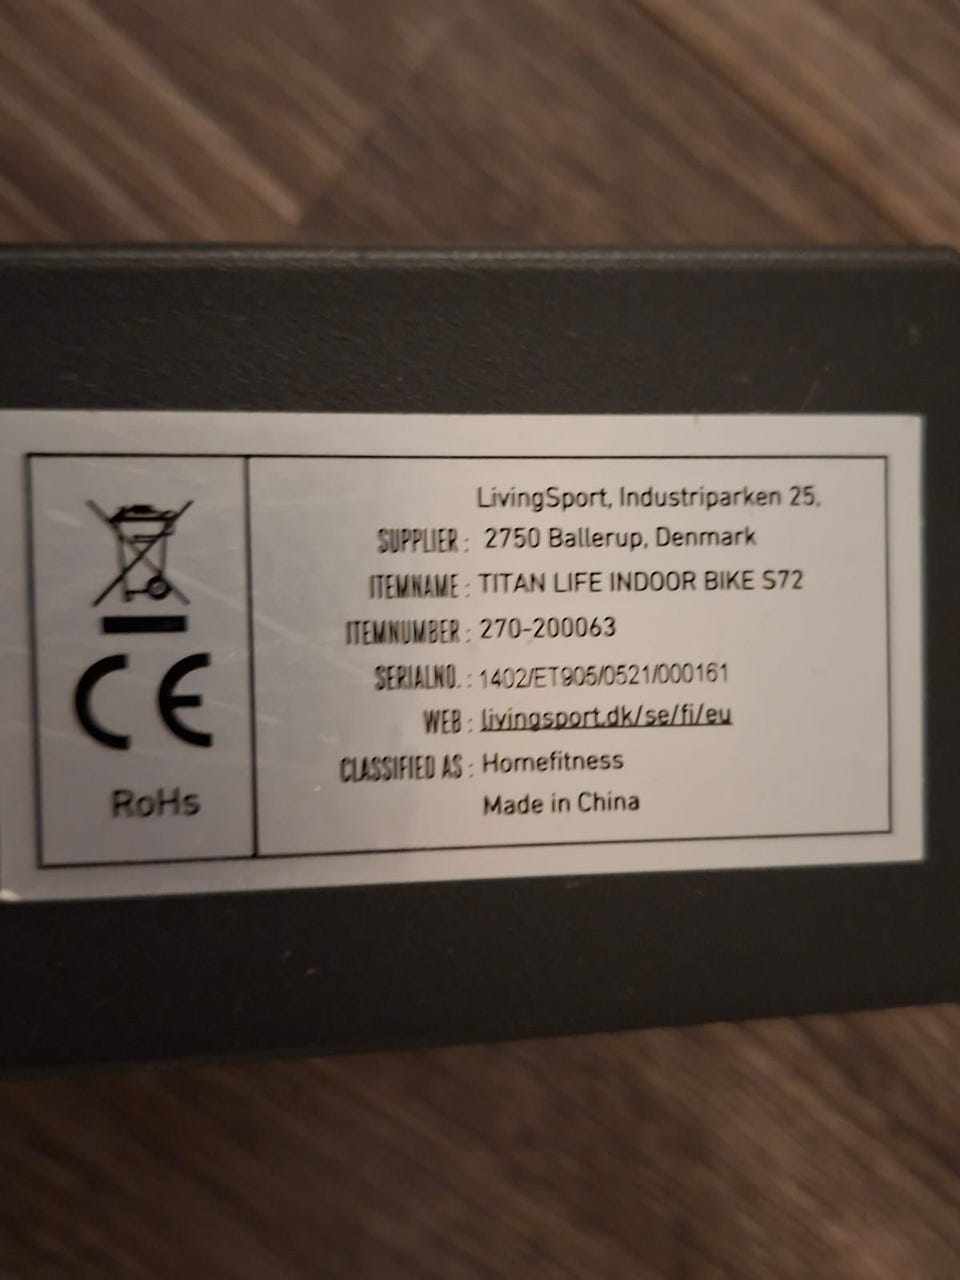 LivingSport, Industriparken 25,
SUPPLIER : 2750 Ballerup, Denmark
ITEMNAME : TITAN LIFE INDOOR BIKE S72
ITEMNUMBER : 270-200063
SERIALNO. : 1402/ET905/0521/000161
WEB : livingsport.dk/se/fi/eu
CLASSIFIED AS : Homefitness
Made in China
CE
RoHs